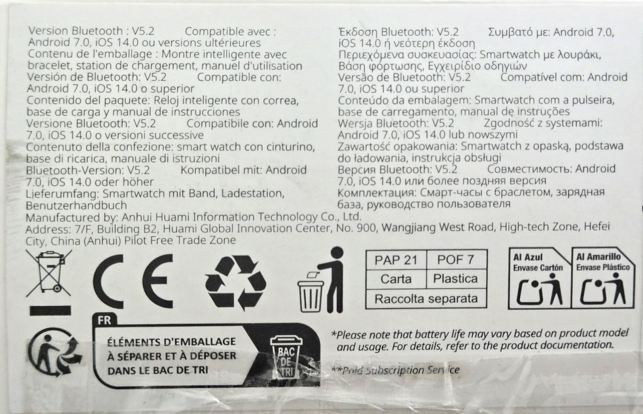 Version Bluetooth : V5.2 Compatible avec :
Android 7.0, iOS 14.0 ou versions ultérieures
Contenu de l'emballage : Montre intelligente avec
bracelet, station de chargement, manuel d'utilisation
Versión de Bluetooth: V5.2 Compatible con:
Android 7.0, iOS 14.0 o superior
Contenido del paquete: Reloj inteligente con correa,
base de carga y manual de instrucciones
Versione Bluetooth: V5.2 Compatibile con: Android
7.0, iOS 14.0 o versioni successive
Contenuto della confezione: smart watch con cinturino,
base di ricarica, manuale di istruzioni
Bluetooth-Version: V5.2 Kompatibel mit: Android
7.0, iOS 14.0 oder höher
Lieferumfang: Smartwatch mit Band, Ladestation,
Benutzerhandbuch
Έκδοση Bluetooth: V5.2 Συμβατό με: Android 7.0,
iOS 14.0 ή νεότερη έκδοση
Περιεχόμενα συσκευασίας: Smartwatch με λουράκι,
Βάση φόρτωσης, Εγχειρίδιο οδηγιών
Versão de Bluetooth: V5.2 Compatível com: Android
7.0, iOS 14.0 ou superior
Conteúdo da embalagem: Smartwatch com a pulseira,
base de carregamento, manual de instruções
Wersja Bluetooth: V5.2 Zgodność z systemami:
Android 7.0, iOS 14.0 lub nowszymi
Zawartość opakowania: Smartwatch z opaską, podstawa
do ładowania, instrukcja obsługi
Версия Bluetooth: V5.2 Совместимость: Android
7.0, iOS 14.0 или более поздняя версия
Комплектация: Смарт-часы с браслетом, зарядная
база, руководство пользователя
Manufactured by: Anhui Huami Information Technology Co., Ltd.
Address: 7/F, Building B2, Huami Global Innovation Center, No. 900, Wangjiang West Road, High-tech Zone, Hefei
City, China (Anhui) Pilot Free Trade Zone
CE
PAP 21 POF 7
Carta Plastica
Raccolta separata
Al Azul
Envase Cartón
Al Amarillo
Envase Plástico
FR
ÉLÉMENTS D'EMBALLAGE
À SÉPARER ET À DÉPOSER
DANS LE BAC DE TRI
BAC
DE
TRI
*Please note that battery life may vary based on product model
and usage. For details, refer to the product documentation.
**Paid Subscription Service